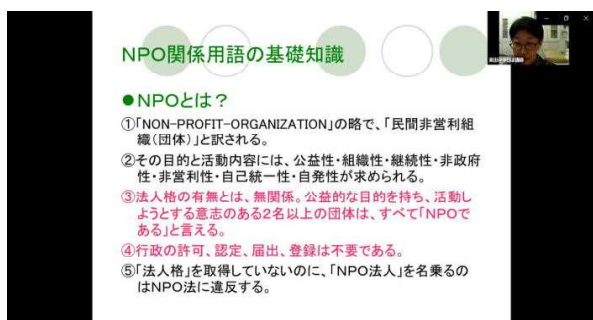 NPO関係用語の基礎知識
●NPOとは？
①「NON-PROFIT-ORGANIZATION」の略で、「民間非営利組
織（団体）」と訳される。
②その目的と活動内容には、公益性・組織性・継続性・非政府
性・非営利性・自己統一性・自発性が求められる。
③法人格の有無とは、無関係。公益的な目的を持ち、活動し
ようとする意志のある2名以上の団体は、すべて「NPOで
ある」と言える。
④行政の許可、認定、届出、登録は不要である。
⑤「法人格」を取得していないのに、「NPO法人」を名乗るの
はNPO法に違反する。